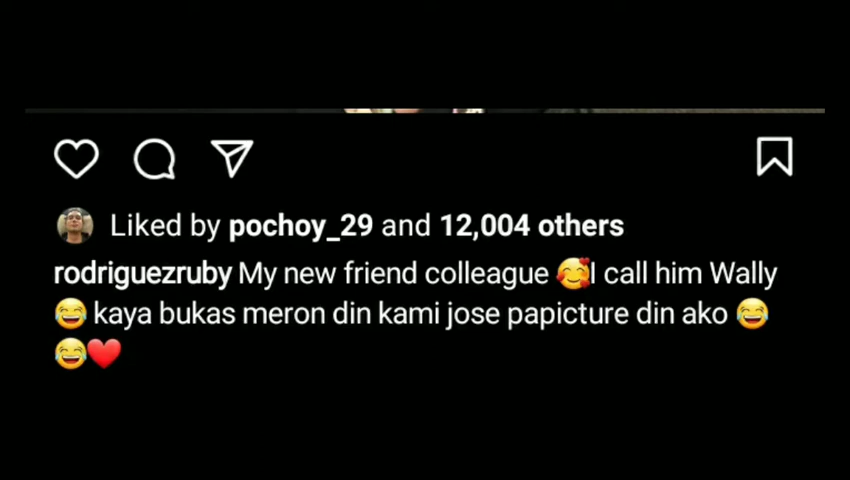 Liked by pochoy_29 and 12,004 others
rodriguezruby My new friend colleague 🥰I call him Wally
😂 kaya bukas meron din kami jose papicture din ako 😂
😂❤️